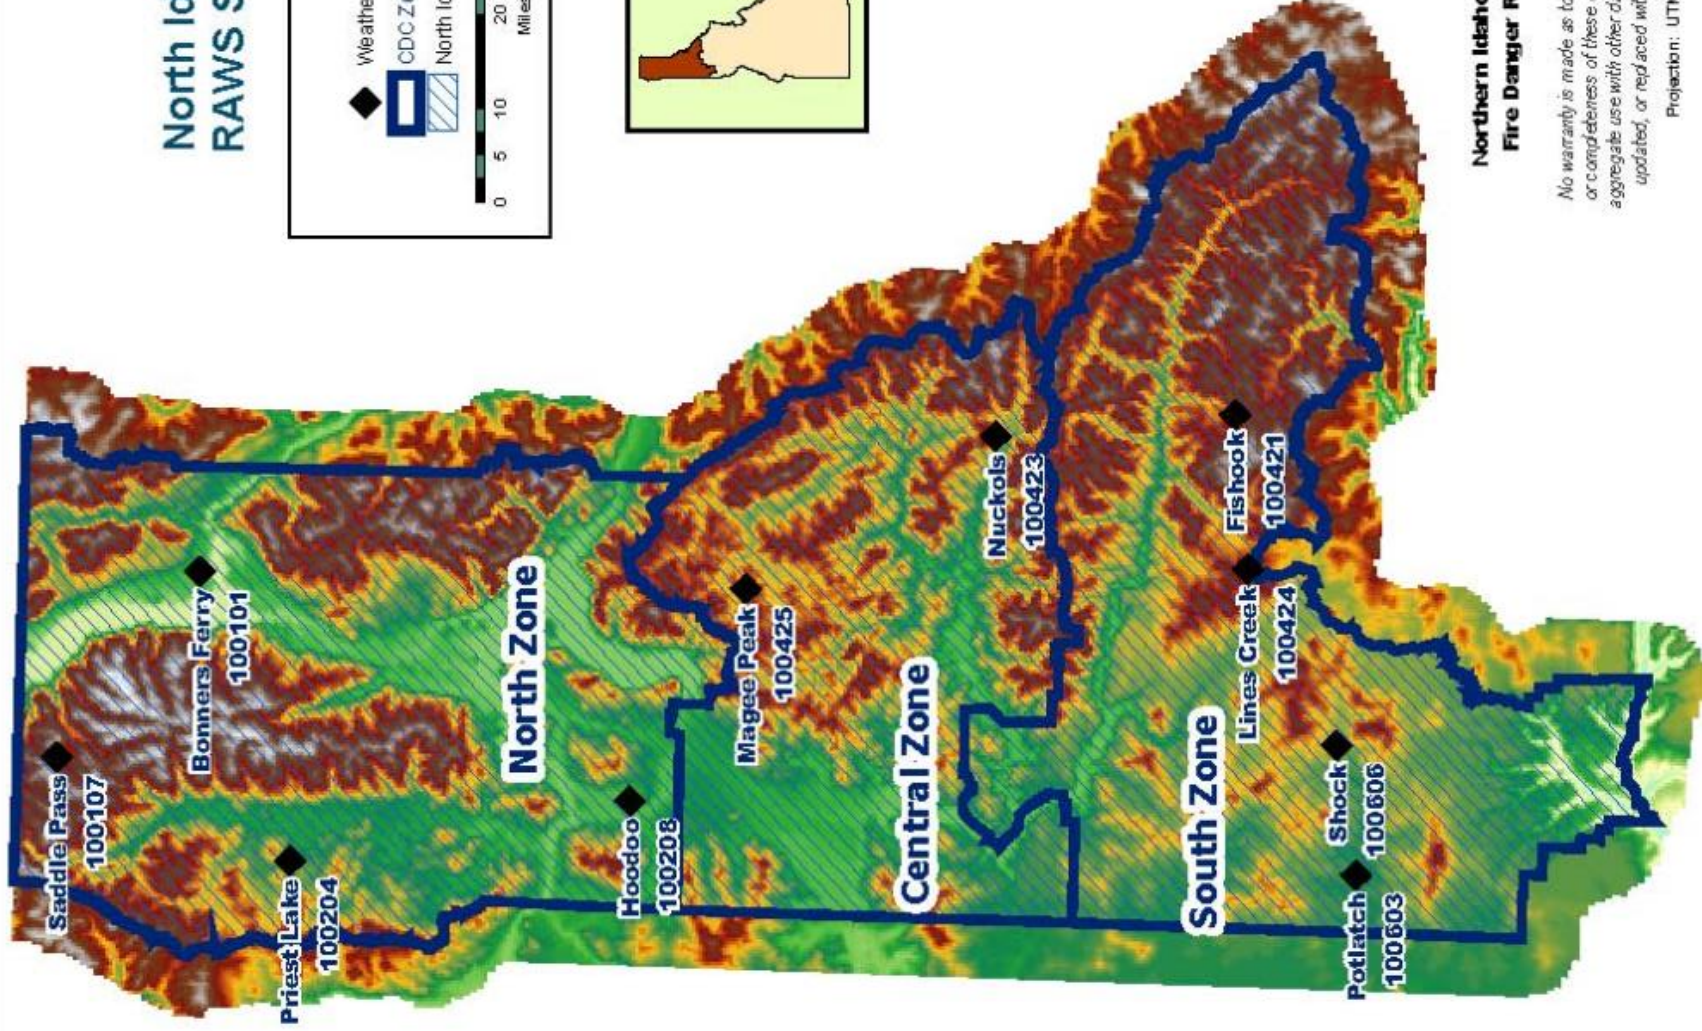 North Id
RAWS S
Weathe
CDC Z
North Id
0 5 10 20
Miles
Saddle Pass
100107
Bonners Ferry
100101
Priest Lake
100204
North Zone
Hoodoo
100208
Magee Peak
100425
Central Zone
Nuckols
100423
Fishook
100421
Lines Creek
100424
South Zone
Shock
100606
Potlatch
100603
Northern Idaho
Fire Danger R
No warranty is made as to
or completeness of these
aggregate use with other d
updated, or replaced wit
Projection: UTM